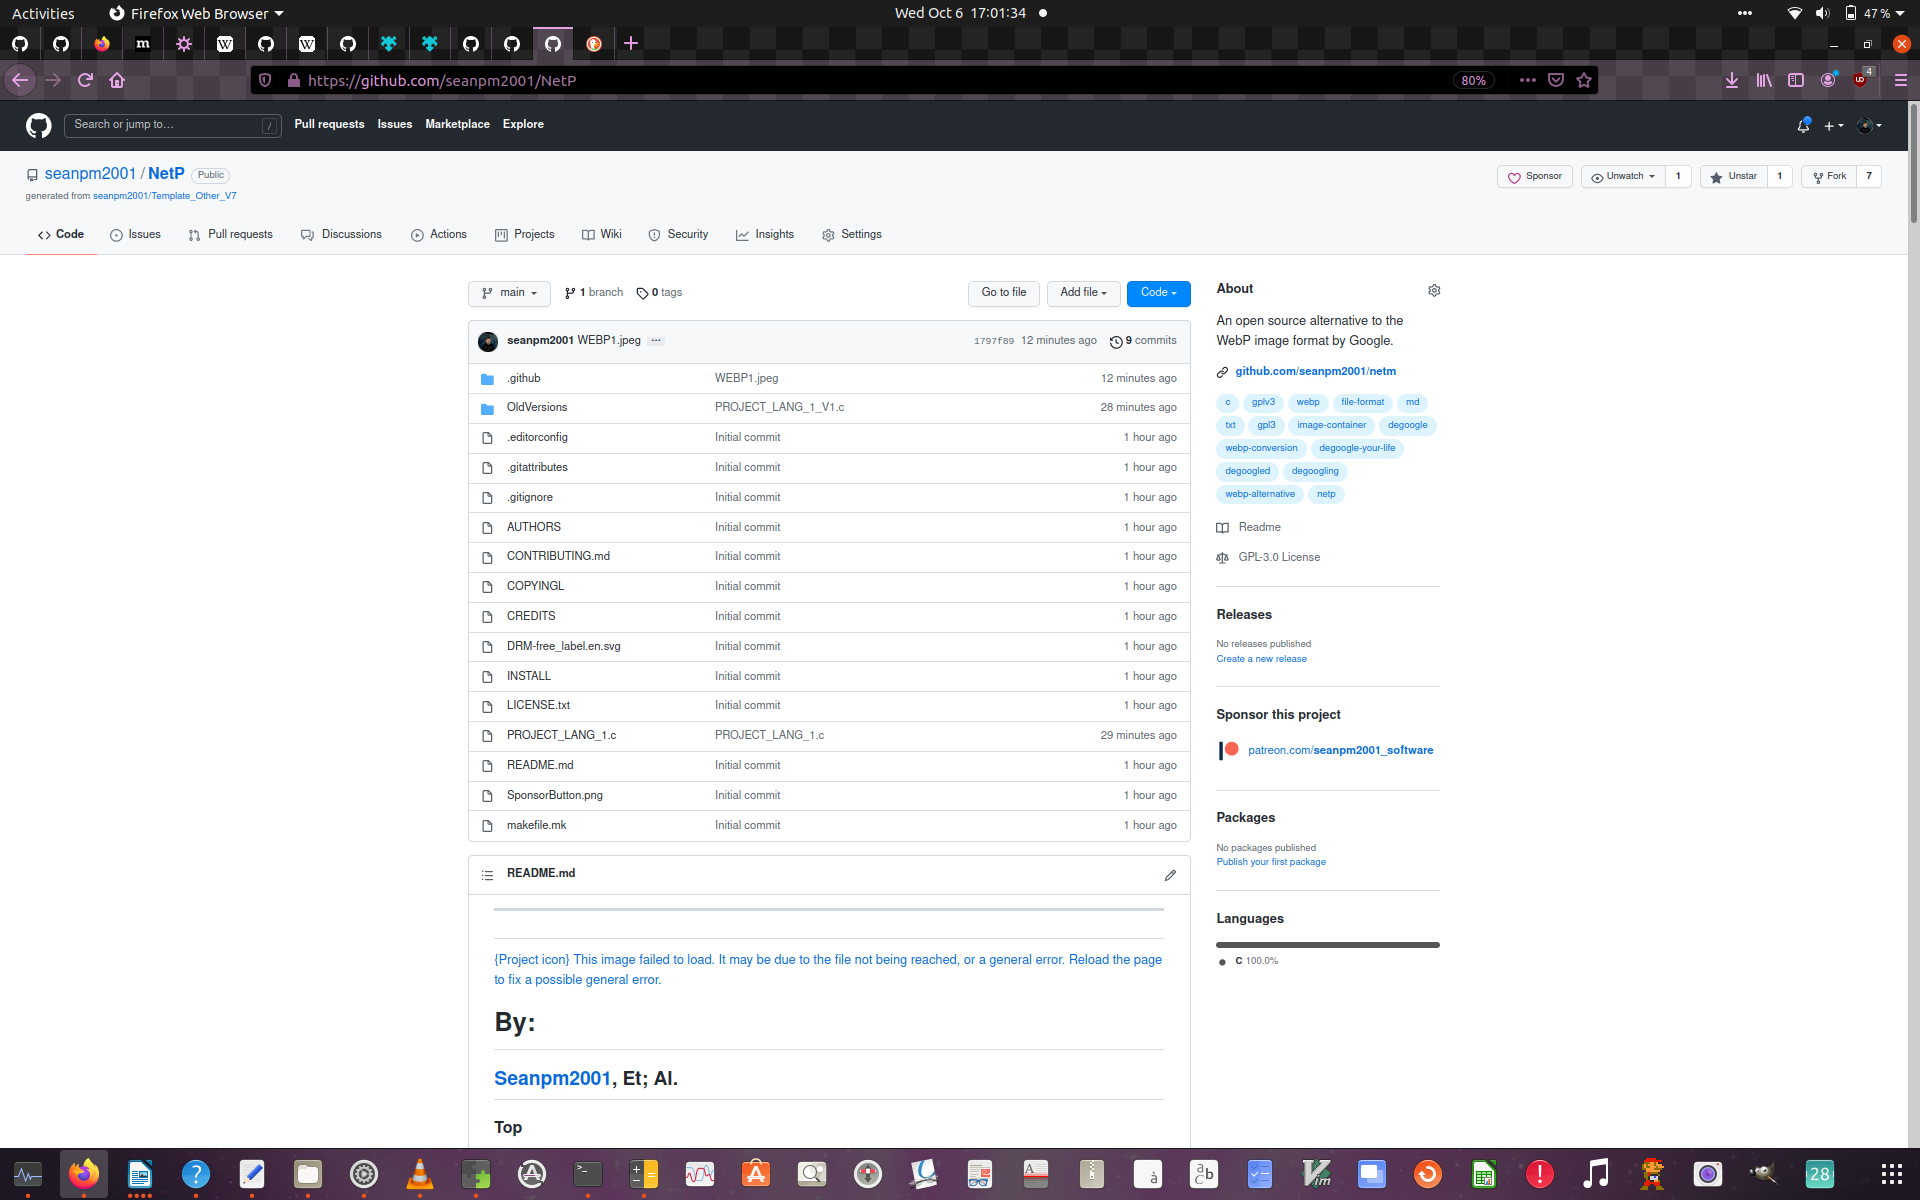 Activities
Firefox Web Browser
Wed Oct 6 17:01:34
47 %
https://github.com/seanpm2001/NetP
80%
4
Search or jump to…
/
Pull requests
Issues
Marketplace
Explore
seanpm2001 / NetP
Public
generated from seanpm2001/Template_Other_V7
Sponsor
Unwatch
1
Unstar
1
Fork
7
Code
Issues
Pull requests
Discussions
Actions
Projects
Wiki
Security
Insights
Settings
main
1 branch
0 tags
Go to file
Add file
Code
seanpm2001 WEBP1.jpeg
1797f89 12 minutes ago
9 commits
.github WEBP1.jpeg 12 minutes ago
OldVersions PROJECT_LANG_1_V1.c 28 minutes ago
.editorconfig Initial commit 1 hour ago
.gitattributes Initial commit 1 hour ago
.gitignore Initial commit 1 hour ago
AUTHORS Initial commit 1 hour ago
CONTRIBUTING.md Initial commit 1 hour ago
COPYINGL Initial commit 1 hour ago
CREDITS Initial commit 1 hour ago
DRM-free_label.en.svg Initial commit 1 hour ago
INSTALL Initial commit 1 hour ago
LICENSE.txt Initial commit 1 hour ago
PROJECT_LANG_1.c PROJECT_LANG_1.c 29 minutes ago
README.md Initial commit 1 hour ago
SponsorButton.png Initial commit 1 hour ago
makefile.mk Initial commit 1 hour ago
README.md
{Project icon} This image failed to load. It may be due to the file not being reached, or a general error. Reload the page
to fix a possible general error.
By:
Seanpm2001, Et; Al.
Top
About
An open source alternative to the
WebP image format by Google.
github.com/seanpm2001/netm
c gplv3 webp file-format md
txt gpl3 image-container degoogle
webp-conversion degoogle-your-life
degoogled degoogling
webp-alternative netp
Readme
GPL-3.0 License
Releases
No releases published
Create a new release
Sponsor this project
patreon.com/seanpm2001_software
Packages
No packages published
Publish your first package
Languages
C 100.0%
28